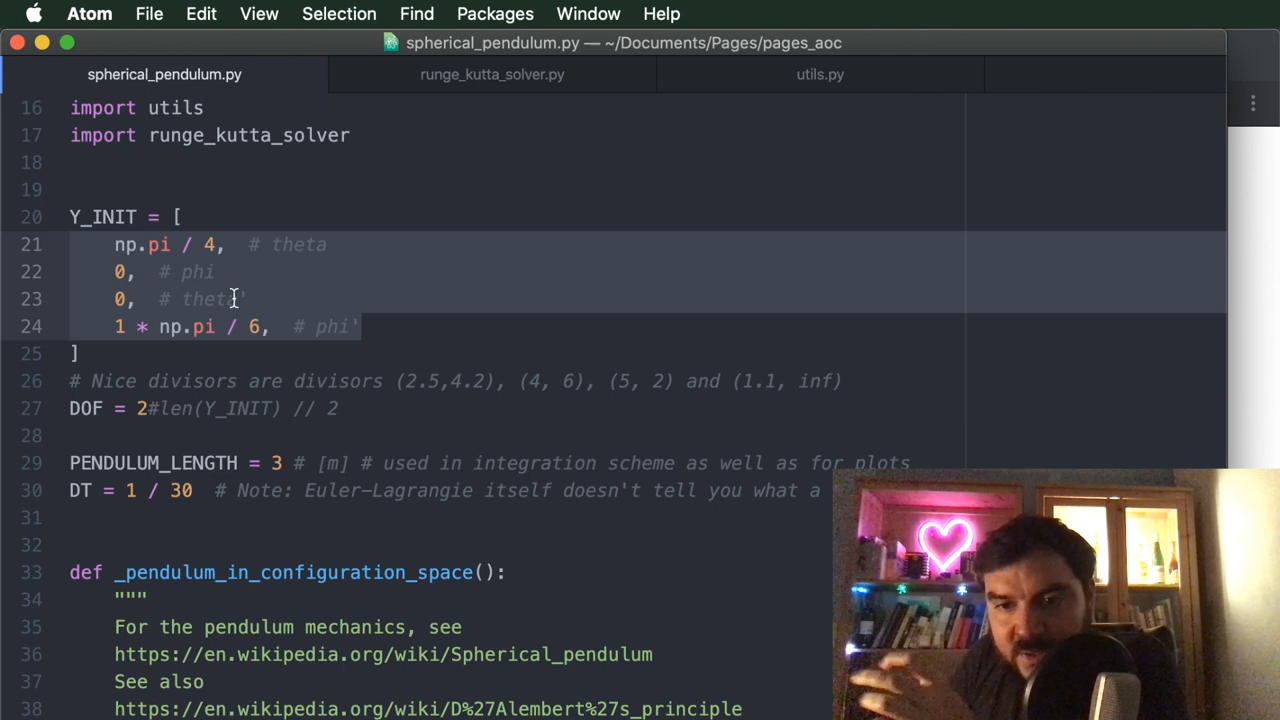 Atom File Edit View Selection Find Packages Window Help
spherical_pendulum.py — ~/Documents/Pages/pages_aoc
spherical_pendulum.py runge_kutta_solver.py utils.py
16 import utils
17 import runge_kutta_solver
18
19
20 Y_INIT = [
21 np.pi / 4, # theta
22 0, # phi
23 0, # theta'
24 1 * np.pi / 6, # phi'
25 ]
26 # Nice divisors are divisors (2.5,4.2), (4, 6), (5, 2) and (1.1, inf)
27 DOF = 2#len(Y_INIT) // 2
28
29 PENDULUM_LENGTH = 3 # [m] # used in integration scheme as well as for plots
30 DT = 1 / 30 # Note: Euler–Lagrangie itself doesn't tell you what a
31
32
33 def _pendulum_in_configuration_space():
34 """
35 For the pendulum mechanics, see
36 https://en.wikipedia.org/wiki/Spherical_pendulum
37 See also
38 https://en.wikipedia.org/wiki/D%27Alembert%27s_principle